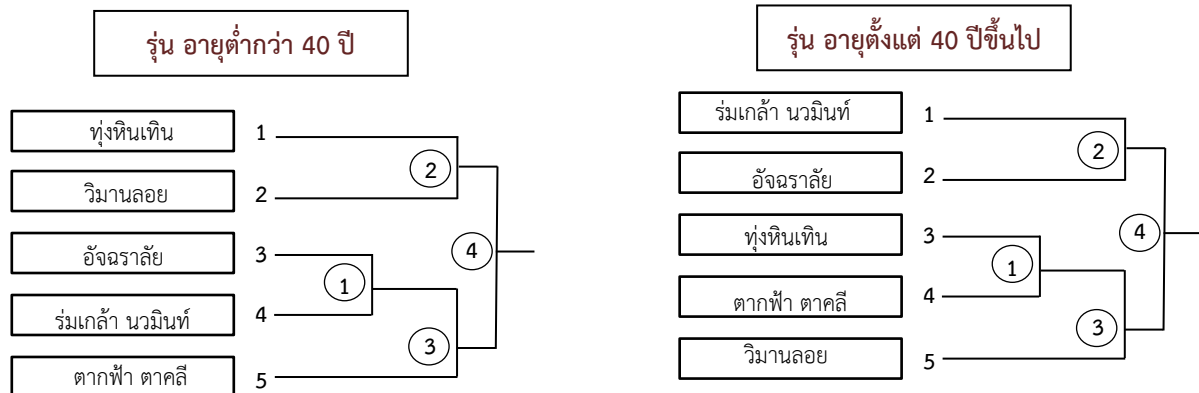 รุ่น อายุต่ำกว่า 40 ปี
ทุ่งหินเทิน 1
วิมานลอย 2
อัจฉราลัย 3
ร่มเกล้า นวมินท์ 4
ตากฟ้า ตาคลี 5
2
1
3
4
รุ่น อายุตั้งแต่ 40 ปีขึ้นไป
ร่มเกล้า นวมินท์ 1
อัจฉราลัย 2
ทุ่งหินเทิน 3
ตากฟ้า ตาคลี 4
วิมานลอย 5
2
1
3
4